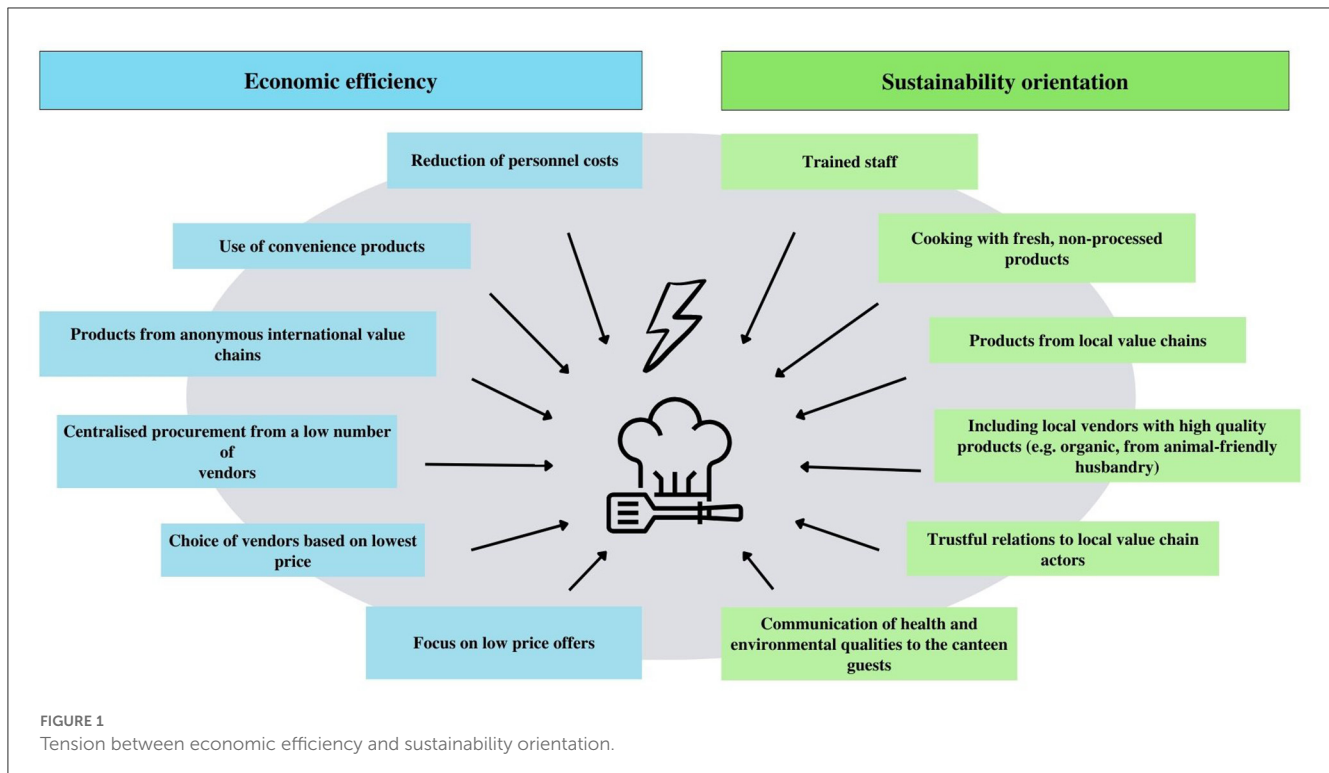 Economic efficiency
Sustainability orientation
Reduction of personnel costs
Trained staff
Use of convenience products
Cooking with fresh, non-processed
products
Products from anonymous international value
chains
Products from local value chains
Centralised procurement from a low number
of
vendors
Including local vendors with high quality
products (e.g. organic, from animal-friendly
husbandry)
Choice of vendors based on lowest
price
Trustful relations to local value chain
actors
Focus on low price offers
Communication of health and
environmental qualities to the canteen
guests
FIGURE 1
Tension between economic efficiency and sustainability orientation.